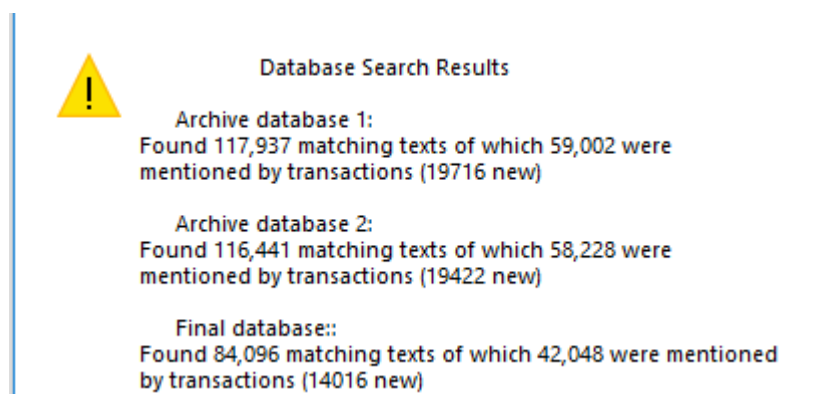 !
Database Search Results
Archive database 1:
Found 117,937 matching texts of which 59,002 were
mentioned by transactions (19716 new)
Archive database 2:
Found 116,441 matching texts of which 58,228 were
mentioned by transactions (19422 new)
Final database::
Found 84,096 matching texts of which 42,048 were mentioned
by transactions (14016 new)